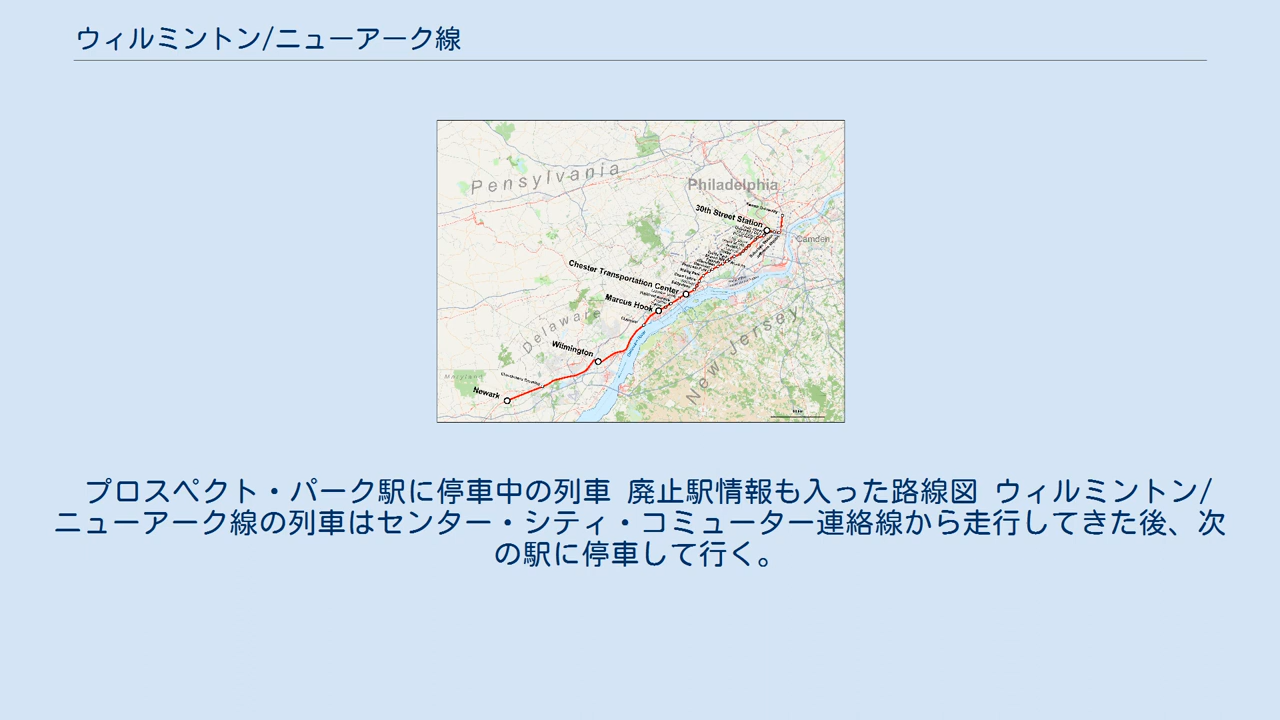 ウィルミントン/ニューアーク線
Pensylvania
Philadelphia
30th Street Station
Camden
Chester Transportation Center
Marcus Hook
Delaware
New Jersey
Wilmington
Maryland
Newark
プロスペクト・パーク駅に停車中の列車 廃止駅情報も入った路線図 ウィルミントン/
ニューアーク線の列車はセンター・シティ・コミューター連絡線から走行してきた後、次
の駅に停車して行く。